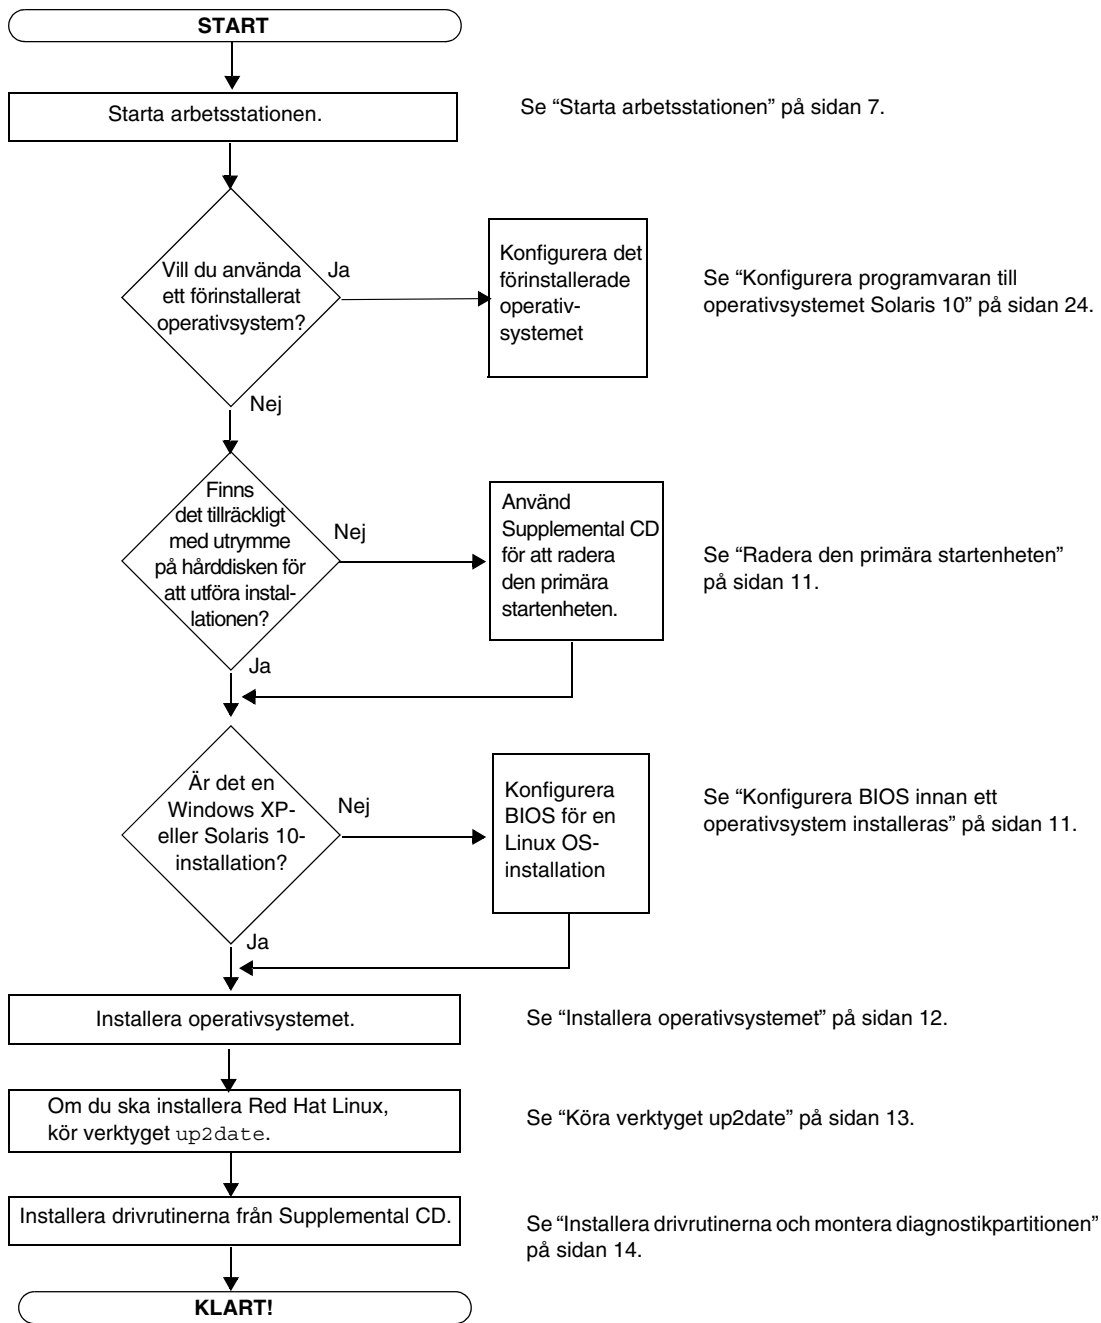 START
Starta arbetsstationen.
Se “Starta arbetsstationen” på sidan 7.
Vill du använda
ett förinstallerat
operativsystem?
Ja
Konfigurera det
förinstallerade
operativ-
systemet
Se “Konfigurera programvaran till
operativsystemet Solaris 10” på sidan 24.
Nej
Finns
det tillräckligt
med utrymme
på hårddisken för
att utföra instal-
lationen?
Nej
Använd
Supplemental CD
för att radera
den primära
startenheten.
Se “Radera den primära startenheten”
på sidan 11.
Ja
Är det en
Windows XP-
eller Solaris 10-
installation?
Nej
Konfigurera
BIOS för en
Linux OS-
installation
Se “Konfigurera BIOS innan ett
operativsystem installeras” på sidan 11.
Ja
Installera operativsystemet.
Se “Installera operativsystemet” på sidan 12.
Om du ska installera Red Hat Linux,
kör verktyget up2date.
Se “Köra verktyget up2date” på sidan 13.
Installera drivrutinerna från Supplemental CD.
Se “Installera drivrutinerna och montera diagnostikpartitionen”
på sidan 14.
KLART!